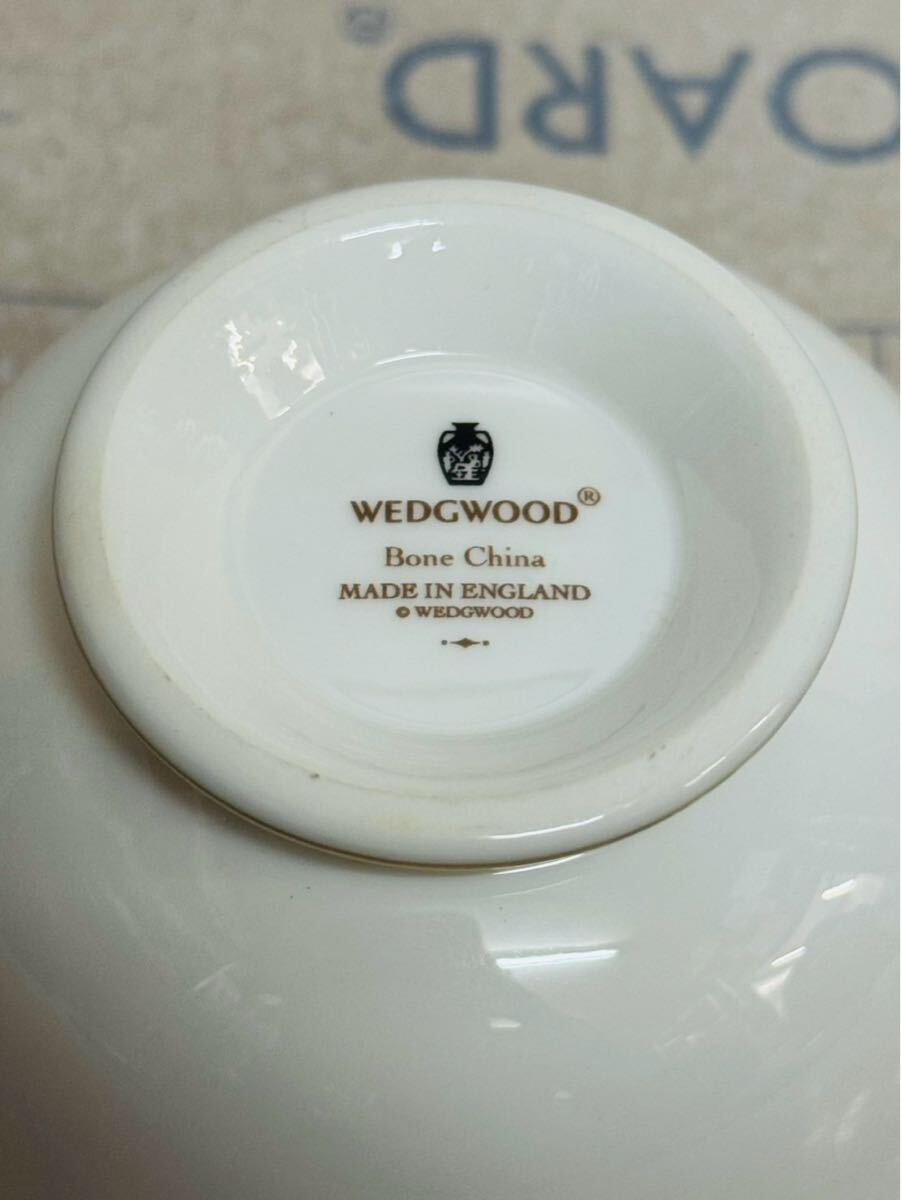 OARD
®
WEDGWOOD®
Bone China
MADE IN ENGLAND
© WEDGWOOD